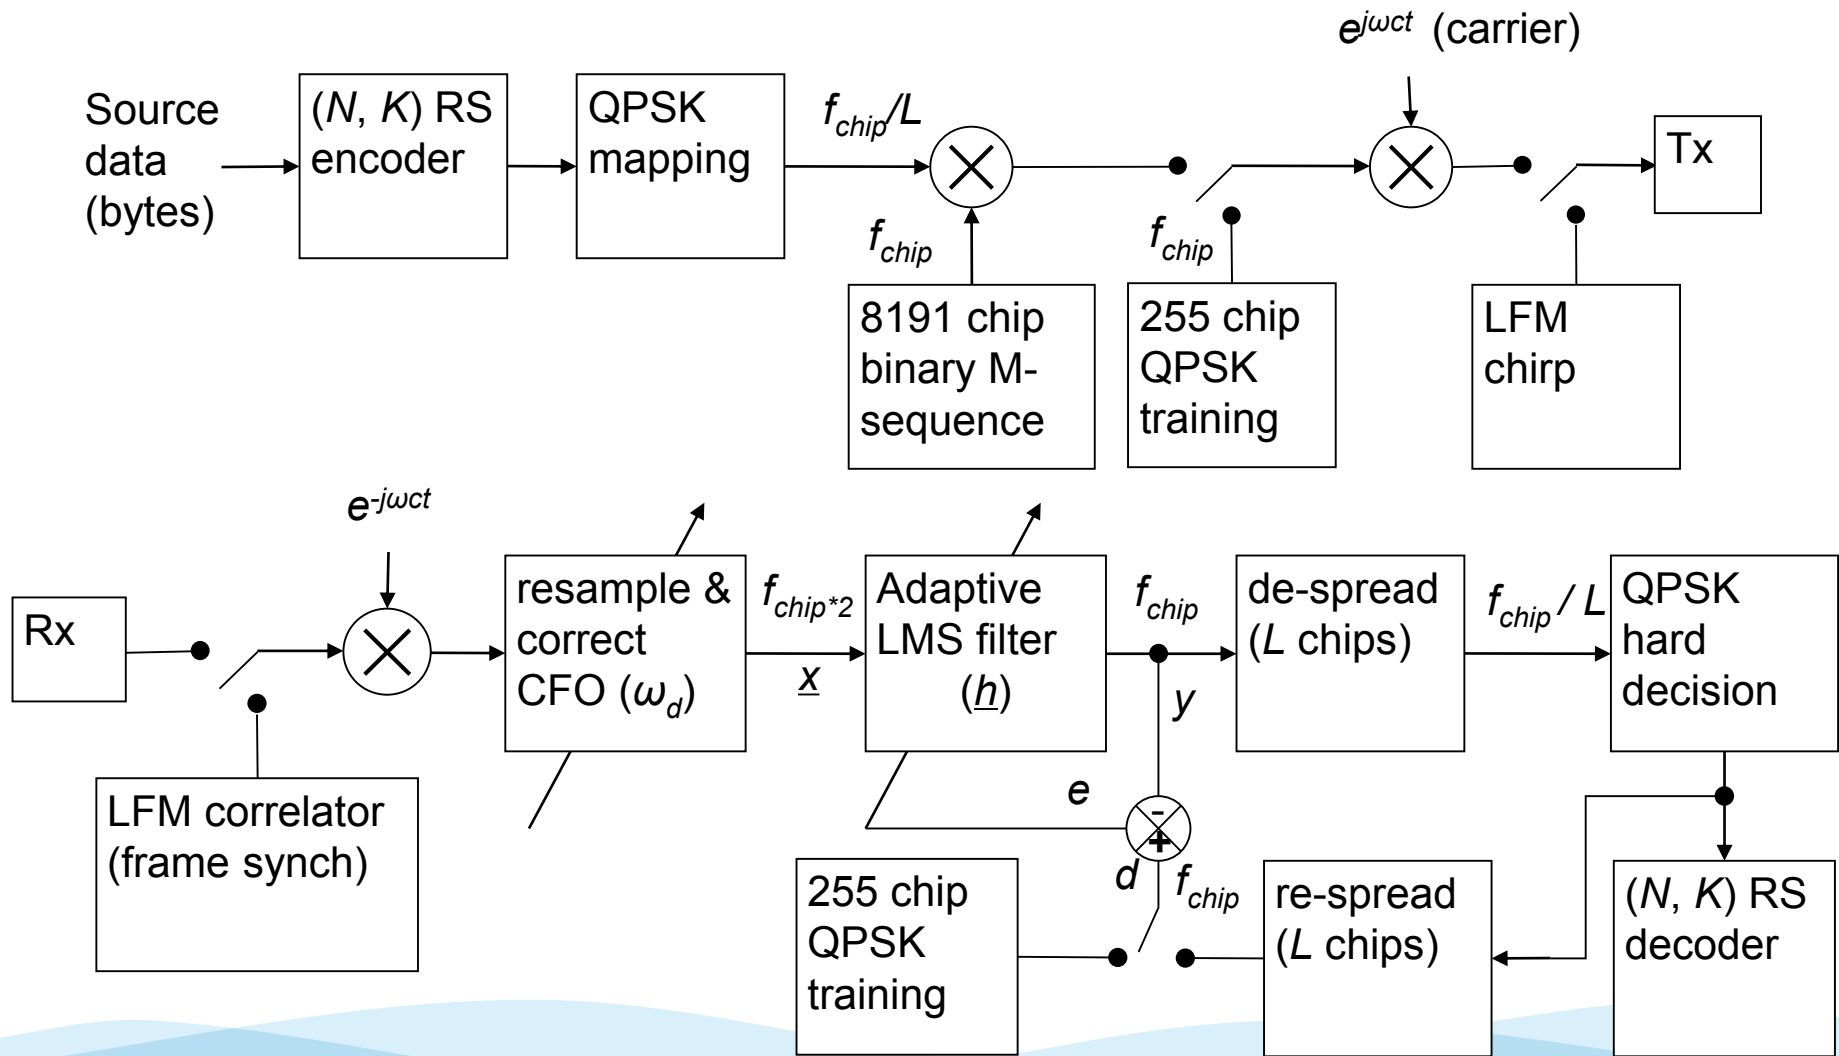 e^jωct (carrier)
Source
data
(bytes)
(N, K) RS
encoder
QPSK
mapping
f_chip/L
Tx
f_chip
8191 chip
binary M-
sequence
f_chip
255 chip
QPSK
training
LFM
chirp
e^-jωct
Rx
resample &
correct
CFO (ω_d)
f_chip*2
x
Adaptive
LMS filter
(h)
f_chip
y
de-spread
(L chips)
f_chip / L
QPSK
hard
decision
LFM correlator
(frame synch)
e
-
+
d
f_chip
255 chip
QPSK
training
re-spread
(L chips)
(N, K) RS
decoder